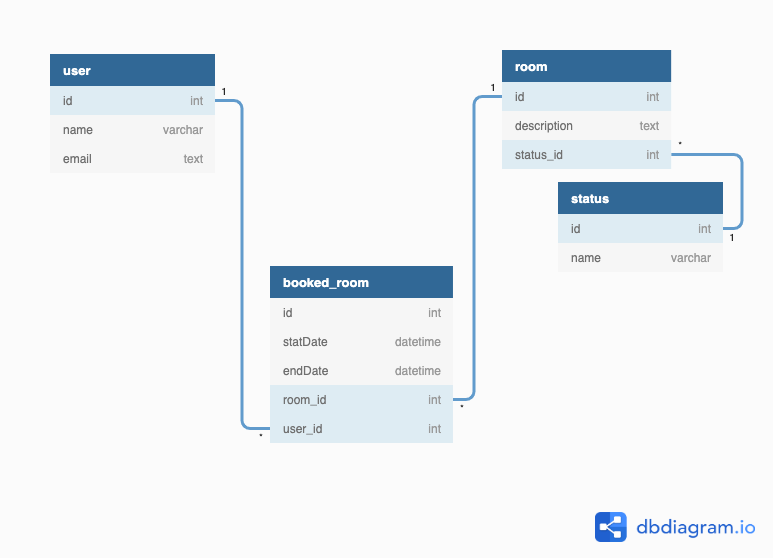 user
id int
name varchar
email text
1
room
id int
description text
status_id int
1
*
status
id int
name varchar
1
booked_room
id int
statDate datetime
endDate datetime
room_id int
user_id int
*
*
dbdiagram.io